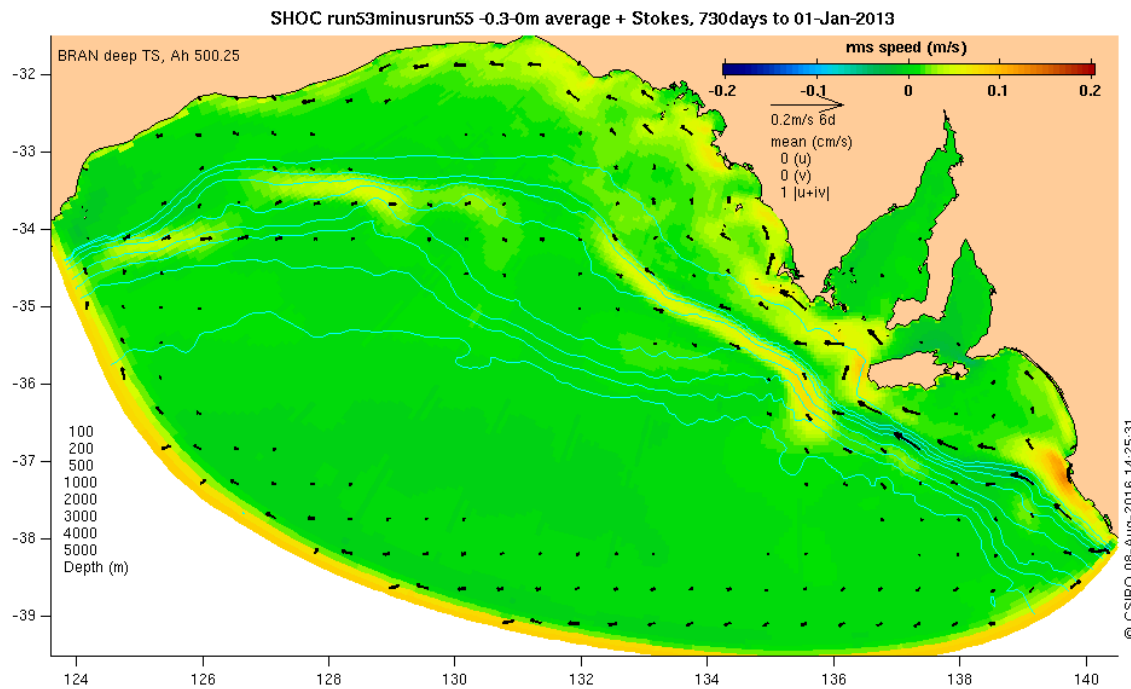 SHOC run53minusrun55 -0.3-0m average + Stokes, 730days to 01-Jan-2013
BRAN deep TS, Ah 500.25
rms speed (m/s)
-0.2 -0.1 0 0.1 0.2
0.2m/s 6d
mean (cm/s)
0 (u)
0 (v)
1 |u+iv|
-32
-33
-34
-35
-36
-37
-38
-39
100
200
500
1000
2000
3000
4000
5000
Depth (m)
124 126 128 130 132 134 136 138 140
© CSIRO 08-Aug-2016 14:25:31